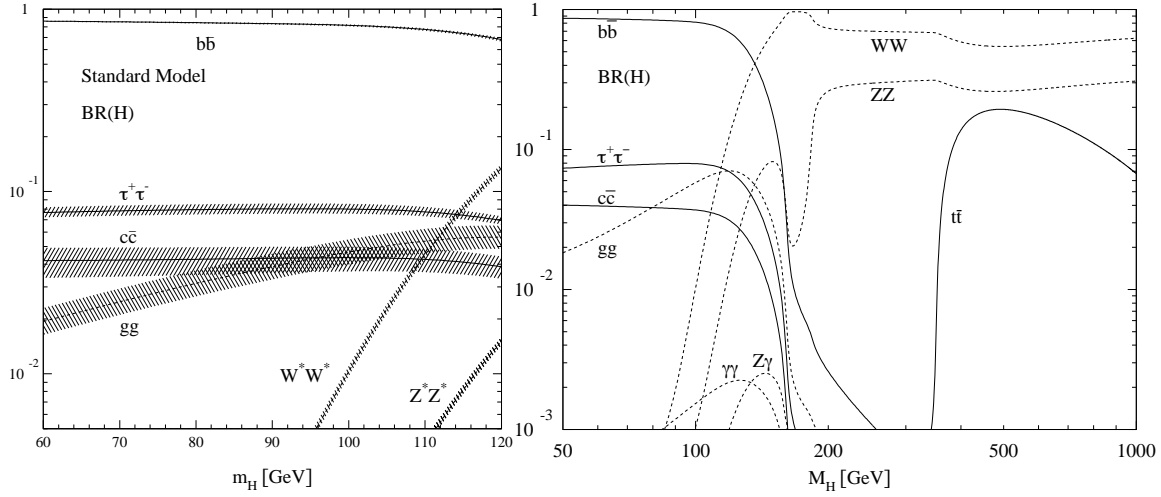 1
bb̄
Standard Model
BR(H)
10⁻¹
τ⁺τ⁻
cc̄
gg
W*W*
Z*Z*
10⁻²
60 70 80 90 100 110 120
m_H [GeV]
1
bb̄
WW
BR(H)
ZZ
10⁻¹
τ⁺τ⁻
cc̄
tt̄
gg
10⁻²
Zγ
γγ
10⁻³
50 100 200 500 1000
M_H [GeV]